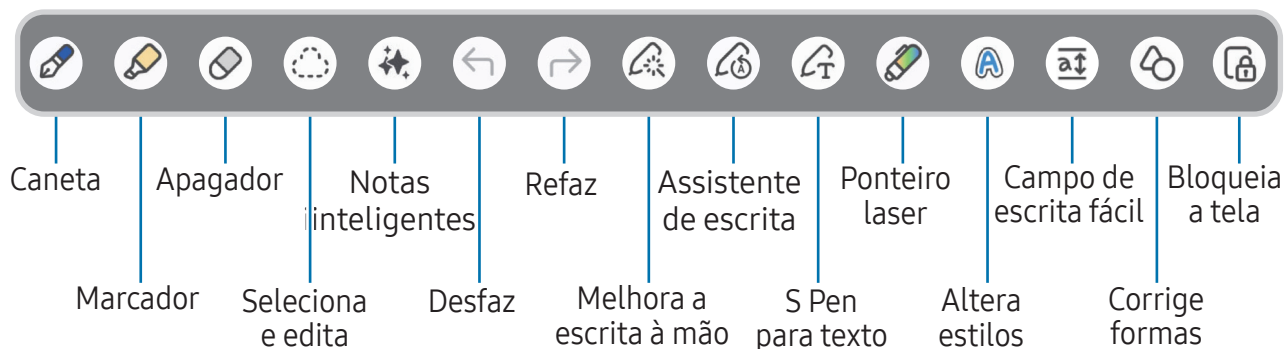 Caneta
Apagador
Notas
iinteligentes
Refaz
Assistente
de escrita
Ponteiro
laser
Campo de
escrita fácil
Bloqueia
a tela
Marcador
Seleciona
e edita
Desfaz
Melhora a
escrita à mão
S Pen
para texto
Altera
estilos
Corrige
formas